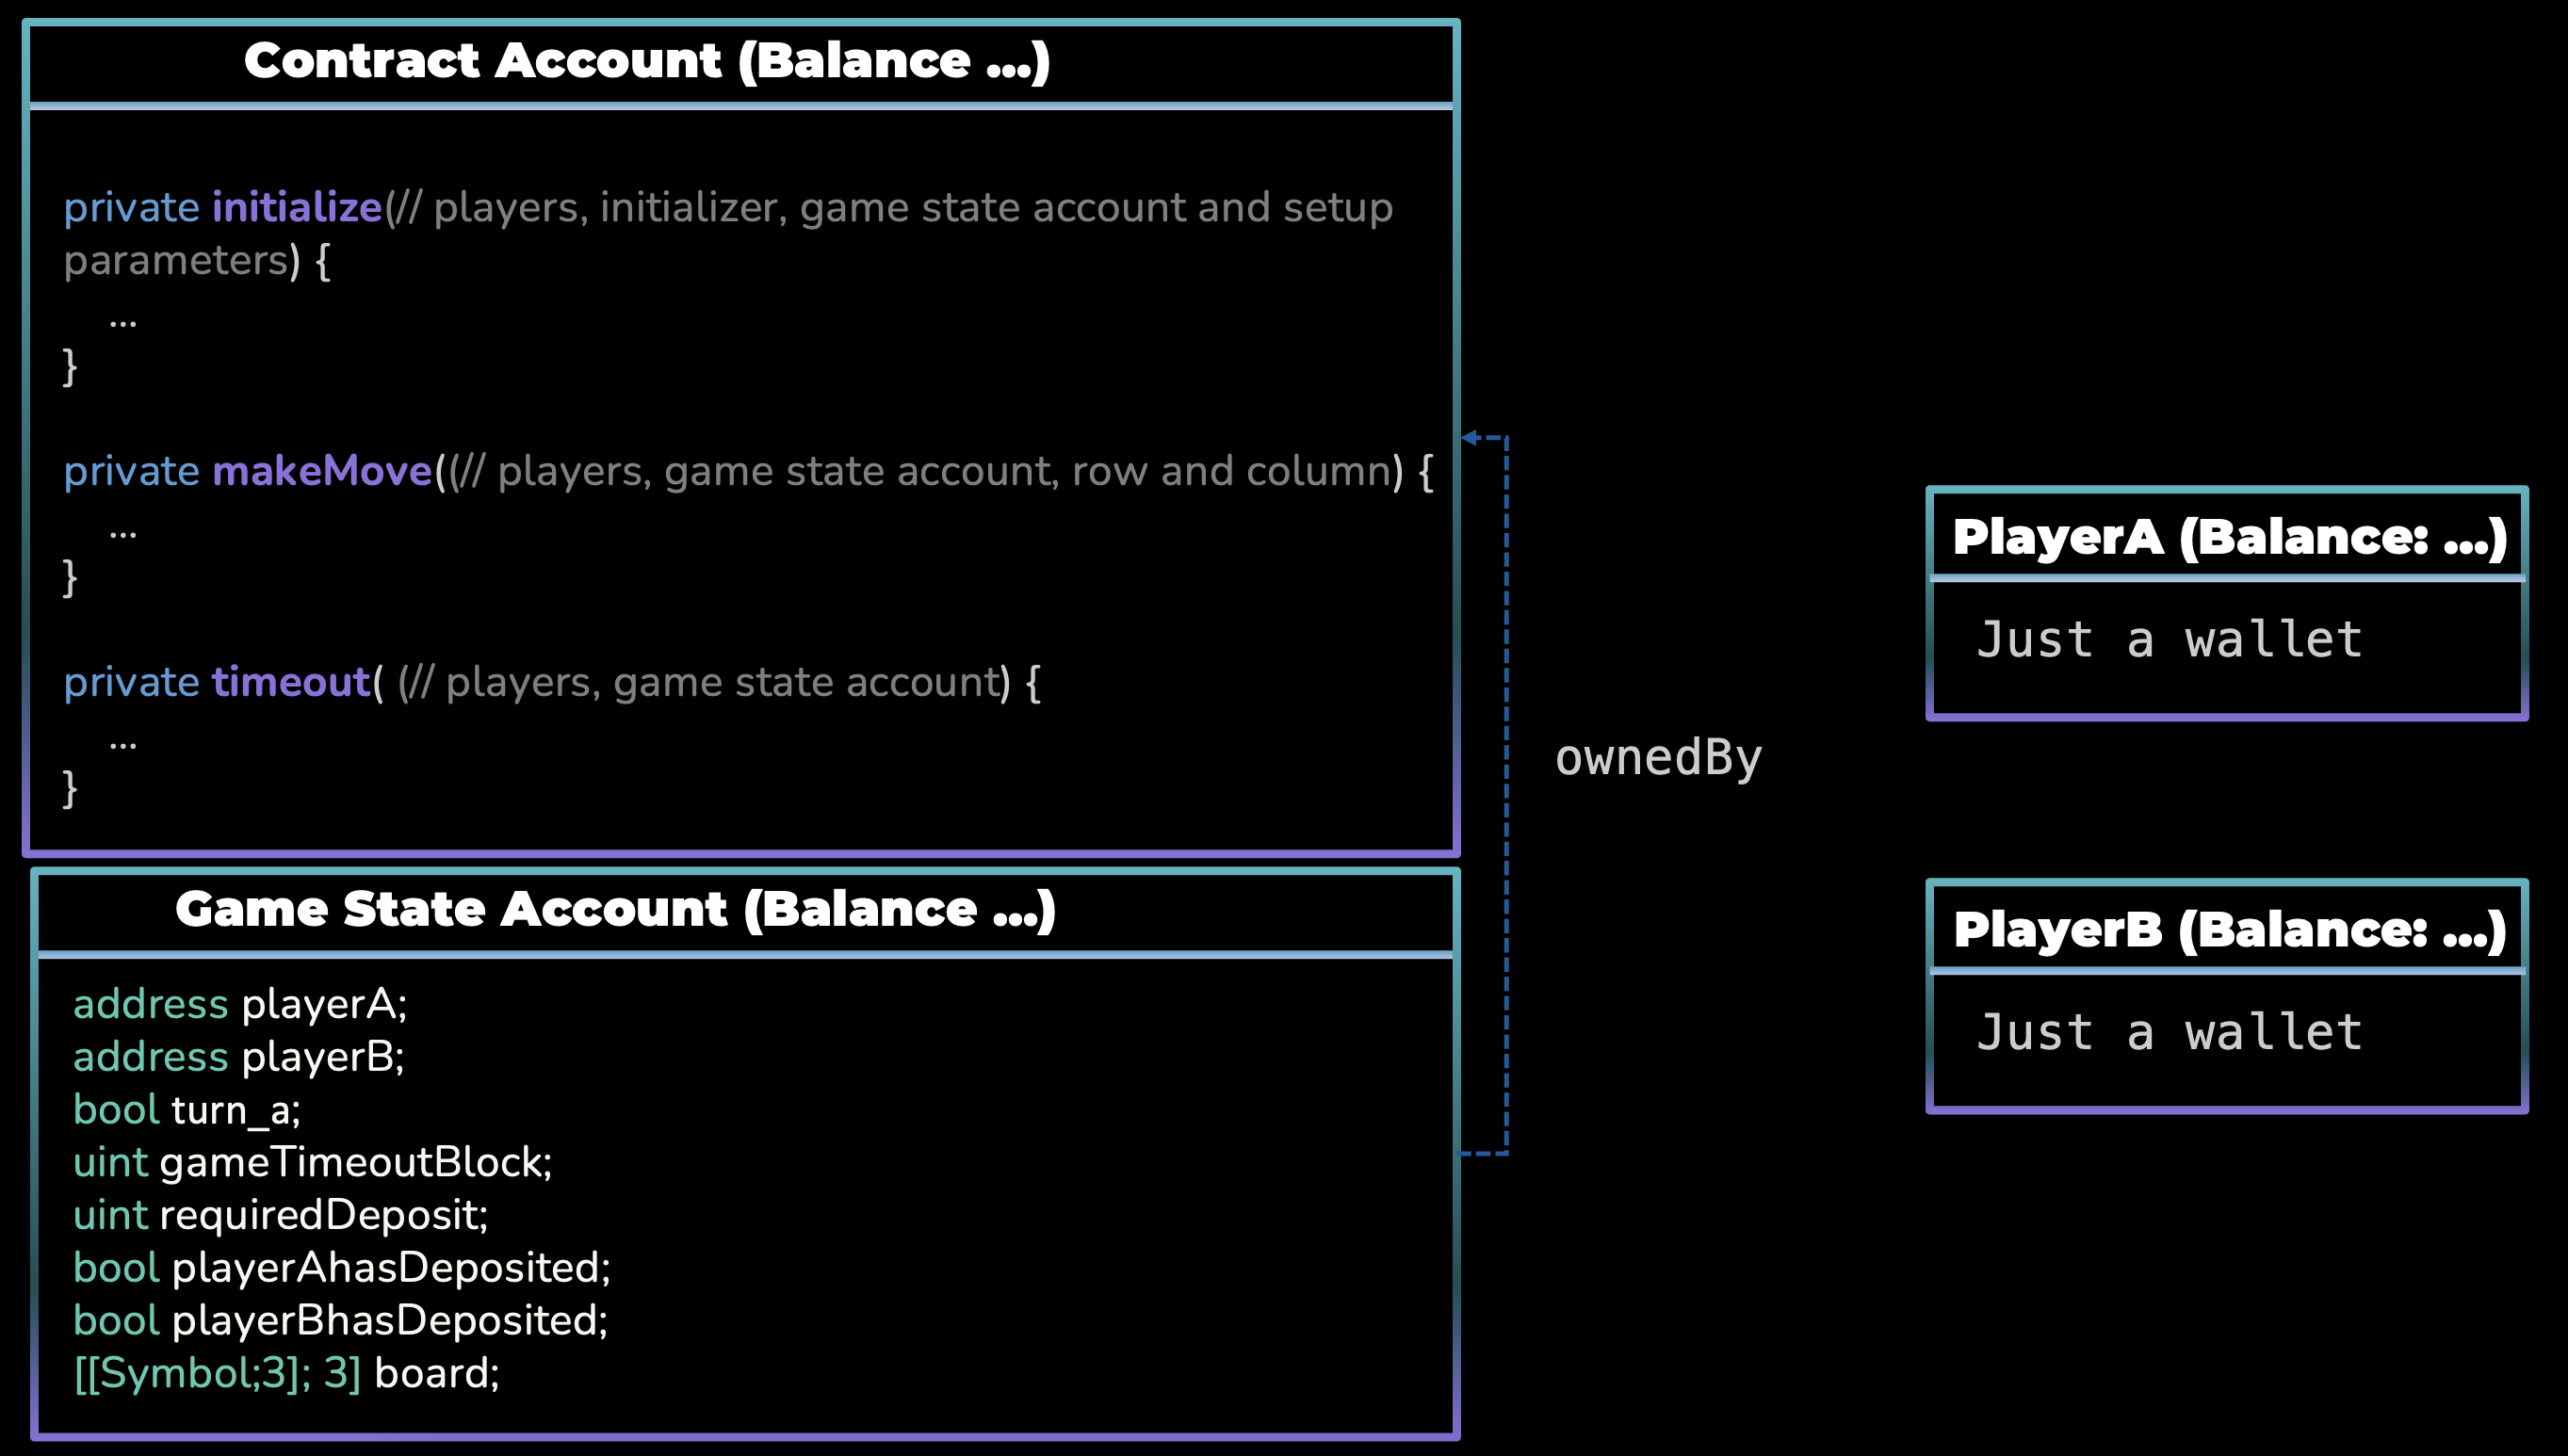 Contract Account (Balance ...)
private initialize(// players, initializer, game state account and setup
parameters) {
...
}
private makeMove((// players, game state account, row and column) {
...
}
private timeout( (// players, game state account) {
...
}
Game State Account (Balance ...)
address playerA;
address playerB;
bool turn_a;
uint gameTimeoutBlock;
uint requiredDeposit;
bool playerAhasDeposited;
bool playerBhasDeposited;
[[Symbol;3]; 3] board;
ownedBy
PlayerA (Balance: ...)
Just a wallet
PlayerB (Balance: ...)
Just a wallet